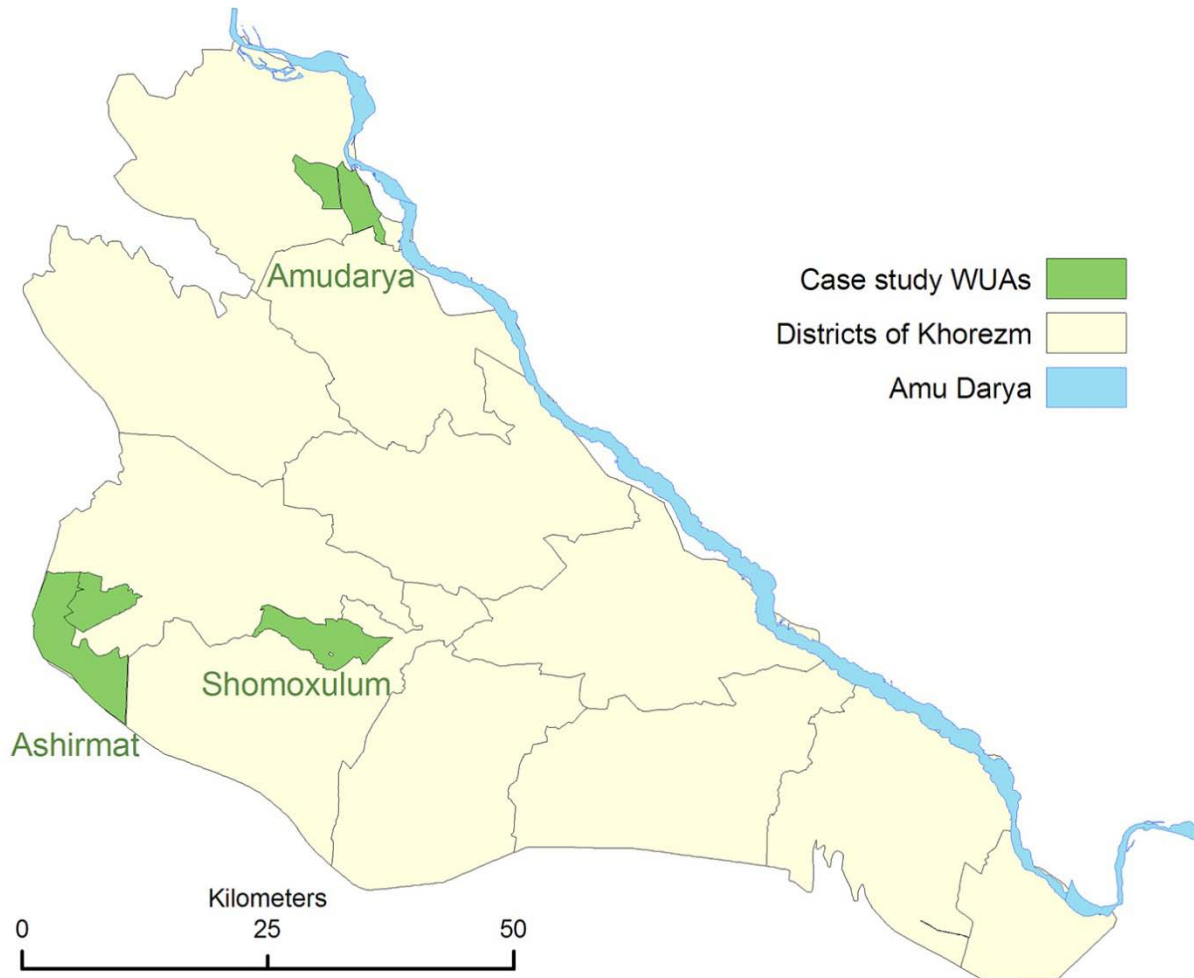 Amudarya
Case study WUAs
Districts of Khorezm
Amu Darya
Shomoxulum
Ashirmat
Kilometers
0 25 50